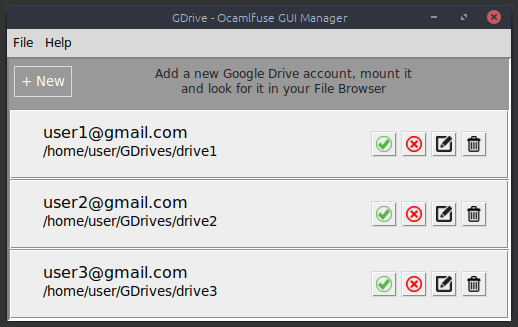 GDrive - Ocamlfuse GUI Manager
File Help
+ New
Add a new Google Drive account, mount it
and look for it in your File Browser
user1@gmail.com
/home/user/GDrives/drive1
user2@gmail.com
/home/user/GDrives/drive2
user3@gmail.com
/home/user/GDrives/drive3